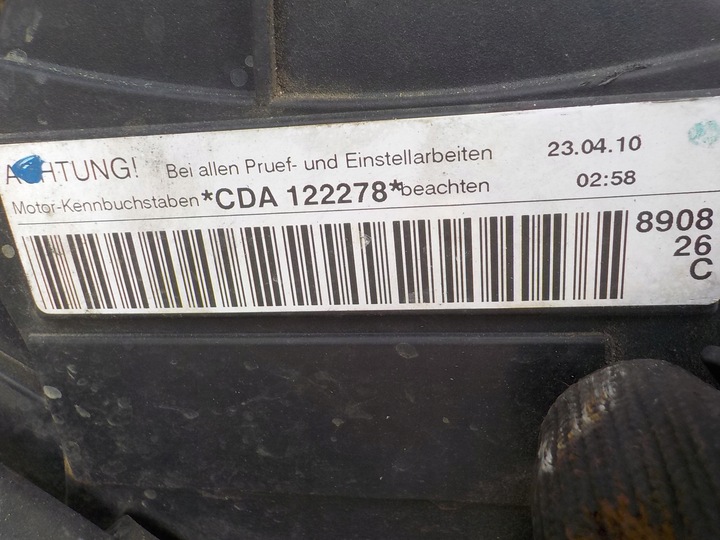 ACHTUNG! Bei allen Pruef- und Einstellarbeiten 23.04.10
Motor-Kennbuchstaben *CDA 122278* beachten 02:58
8908
26
C